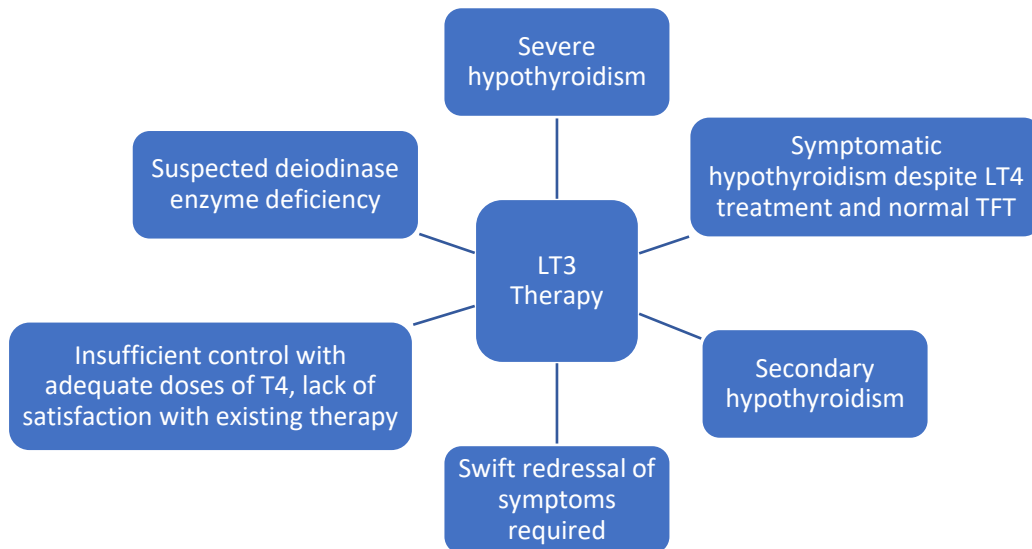 Severe
hypothyroidism
Symptomatic
hypothyroidism despite LT4
treatment and normal TFT
Suspected deiodinase
enzyme deficiency
LT3
Therapy
Insufficient control with
adequate doses of T4, lack of
satisfaction with existing therapy
Secondary
hypothyroidism
Swift redressal of
symptoms
required